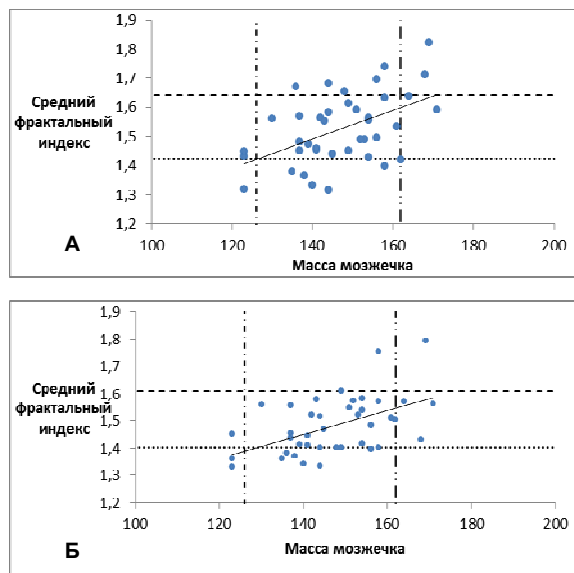 1,9
1,8
1,7
Средний
фрактальный
индекс
1,6
1,5
1,4
1,3
1,2
100
120
140
160
180
200
А
Масса мозжечка
1,9
1,8
1,7
Средний
фрактальный
индекс
1,6
1,5
1,4
1,3
1,2
100
120
140
160
180
200
Б
Масса мозжечка